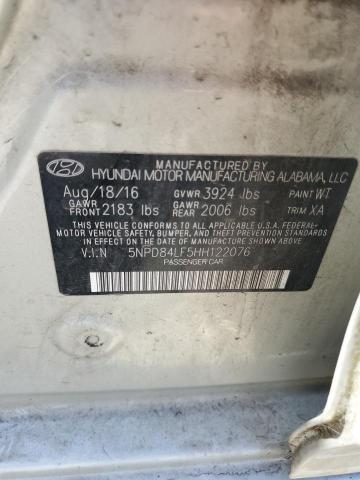 MANUFACTURED BY
HYUNDAI MOTOR MANUFACTURING ALABAMA, LLC
Aug/18/16 GVWR 3924 lbs PAINT WT
GAWR FRONT 2183 lbs GAWR REAR 2006 lbs TRIM XA
THIS VEHICLE CONFORMS TO ALL APPLICABLE U.S.A. FEDERAL-
MOTOR VEHICLE SAFETY, BUMPER, AND THEFT PREVENTION
STANDARDS IN EFFECT ON THE DATE OF MANUFACTURE SHOWN ABOVE.
V.I.N 5NPD84LF5HH122076
PASSENGER CAR